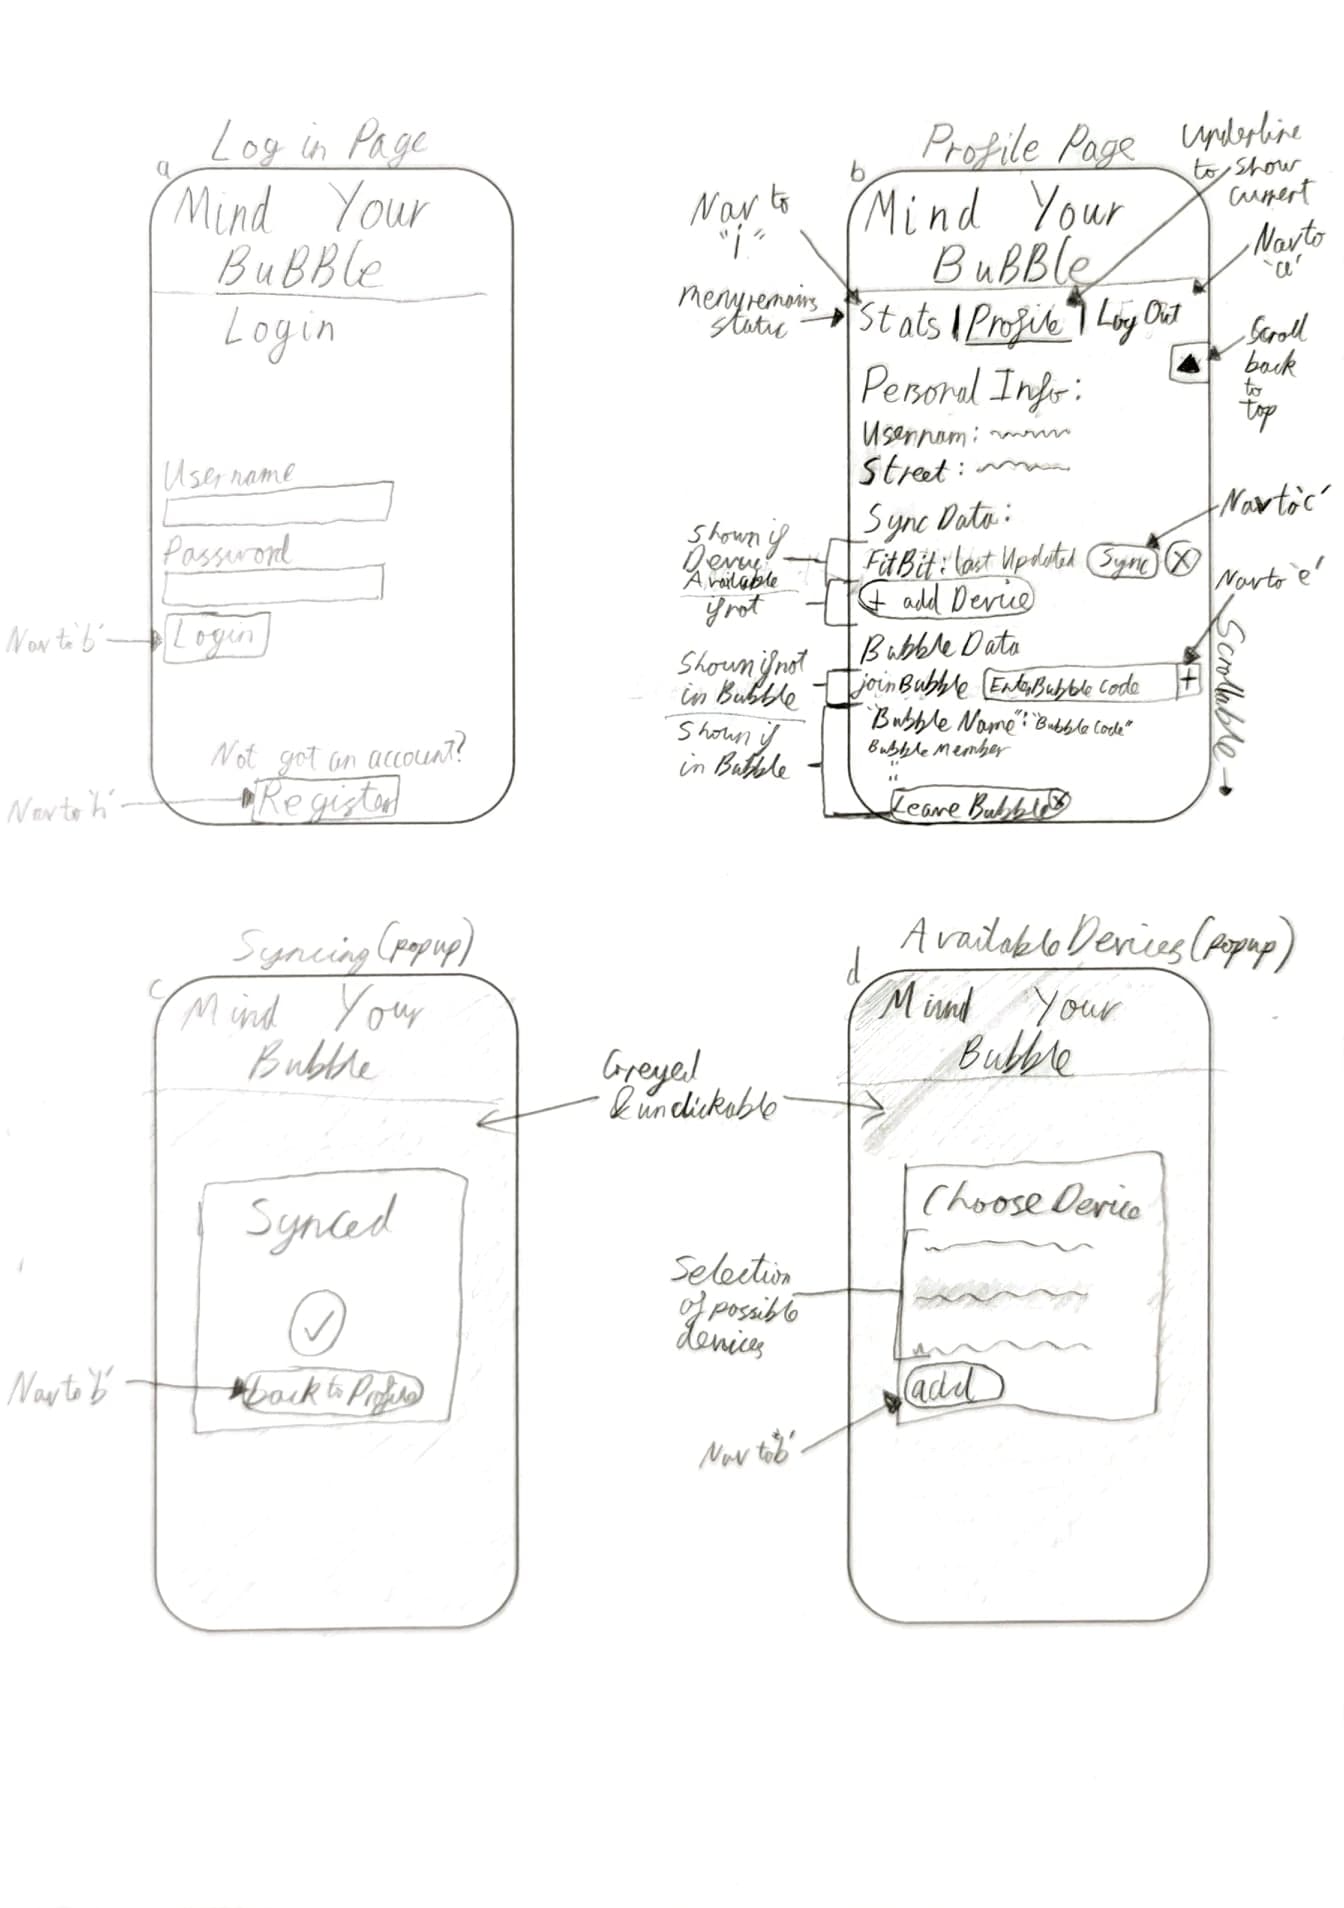 Log in Page
a
Mind Your
BuBBle
Login
Username
Password
Login
Nav to 'b'
Not got an account?
Register
Nav to 'h'
Profile Page
b
Mind Your
BuBBle
Underline
to show
current
Nav to
"i"
Nav to
'a'
menu remains
static
Stats | Profile | Log Out
Scroll
back
to
top
Personal Info:
Usernam:
Street:
Sync Data:
FitBit: last Updated Sync X
Nav to 'c'
Shown if
Device
Available
if not
+ add Device
Nav to 'e'
Scrollable
Bubble Data
Shown if not
in Bubble
join Bubble Enter Bubble Code +
Shown if
in Bubble
"Bubble Name": "Bubble Code"
Bubble Member
"
Leave Bubble X
Syncing (popup)
c
Mind Your
Bubble
Greyed
& unclickable
Synced
back to Profile
Nav to 'b'
Available Devices (popup)
d
Mind Your
Bubble
Choose Device
Selection
of possible
devices
add
Nav to 'b'